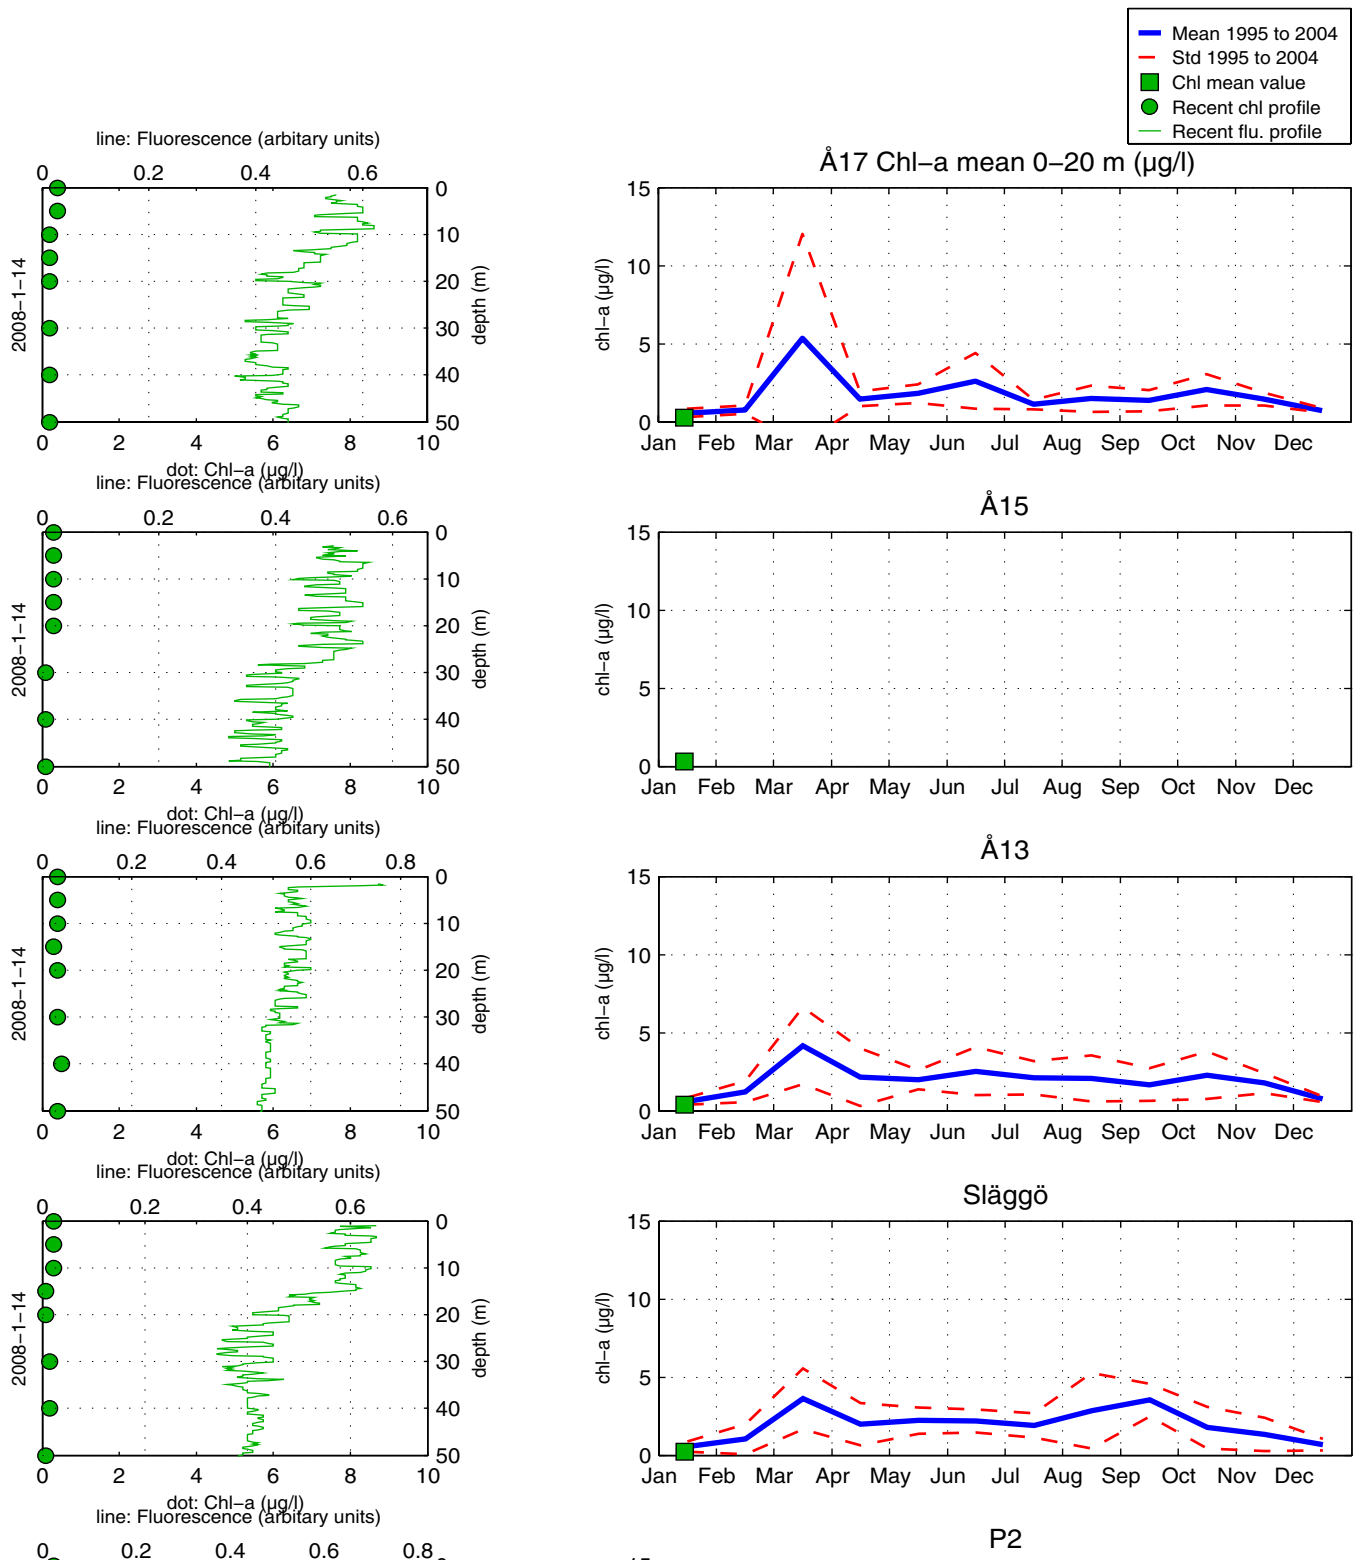 Mean 1995 to 2004
Std 1995 to 2004
Chl mean value
Recent chl profile
Recent flu. profile
line: Fluorescence (arbitary units)
0 0.2 0.4 0.6
0
10
20
30
40
50
depth (m)
2008-1-14
0 2 4 6 8 10
dot: Chl-a (µg/l)
Å17 Chl-a mean 0-20 m (µg/l)
15
10
5
0
chl-a (µg/l)
Jan Feb Mar Apr May Jun Jul Aug Sep Oct Nov Dec
line: Fluorescence (arbitary units)
0 0.2 0.4 0.6
0
10
20
30
40
50
depth (m)
2008-1-14
0 2 4 6 8 10
dot: Chl-a (µg/l)
Å15
15
10
5
0
chl-a (µg/l)
Jan Feb Mar Apr May Jun Jul Aug Sep Oct Nov Dec
line: Fluorescence (arbitary units)
0 0.2 0.4 0.6 0.8
0
10
20
30
40
50
depth (m)
2008-1-14
0 2 4 6 8 10
dot: Chl-a (µg/l)
Å13
15
10
5
0
chl-a (µg/l)
Jan Feb Mar Apr May Jun Jul Aug Sep Oct Nov Dec
line: Fluorescence (arbitary units)
0 0.2 0.4 0.6
0
10
20
30
40
50
depth (m)
2008-1-14
0 2 4 6 8 10
dot: Chl-a (µg/l)
Släggö
15
10
5
0
chl-a (µg/l)
Jan Feb Mar Apr May Jun Jul Aug Sep Oct Nov Dec
line: Fluorescence (arbitary units)
0 0.2 0.4 0.6 0.8
P2